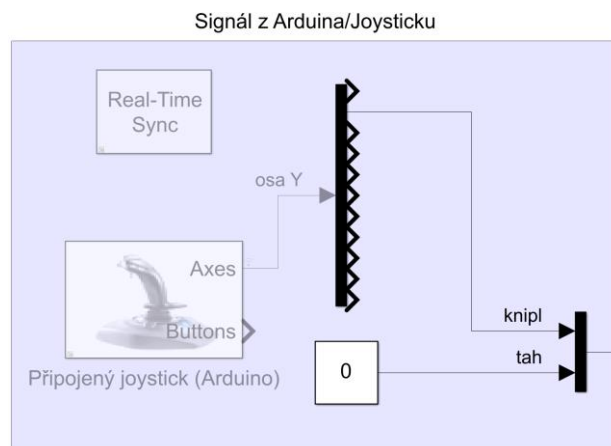 Signál z Arduina/Joysticku
Real-Time
Sync
osa Y
Axes
Buttons
Připojený joystick (Arduino)
knipl
0
tah